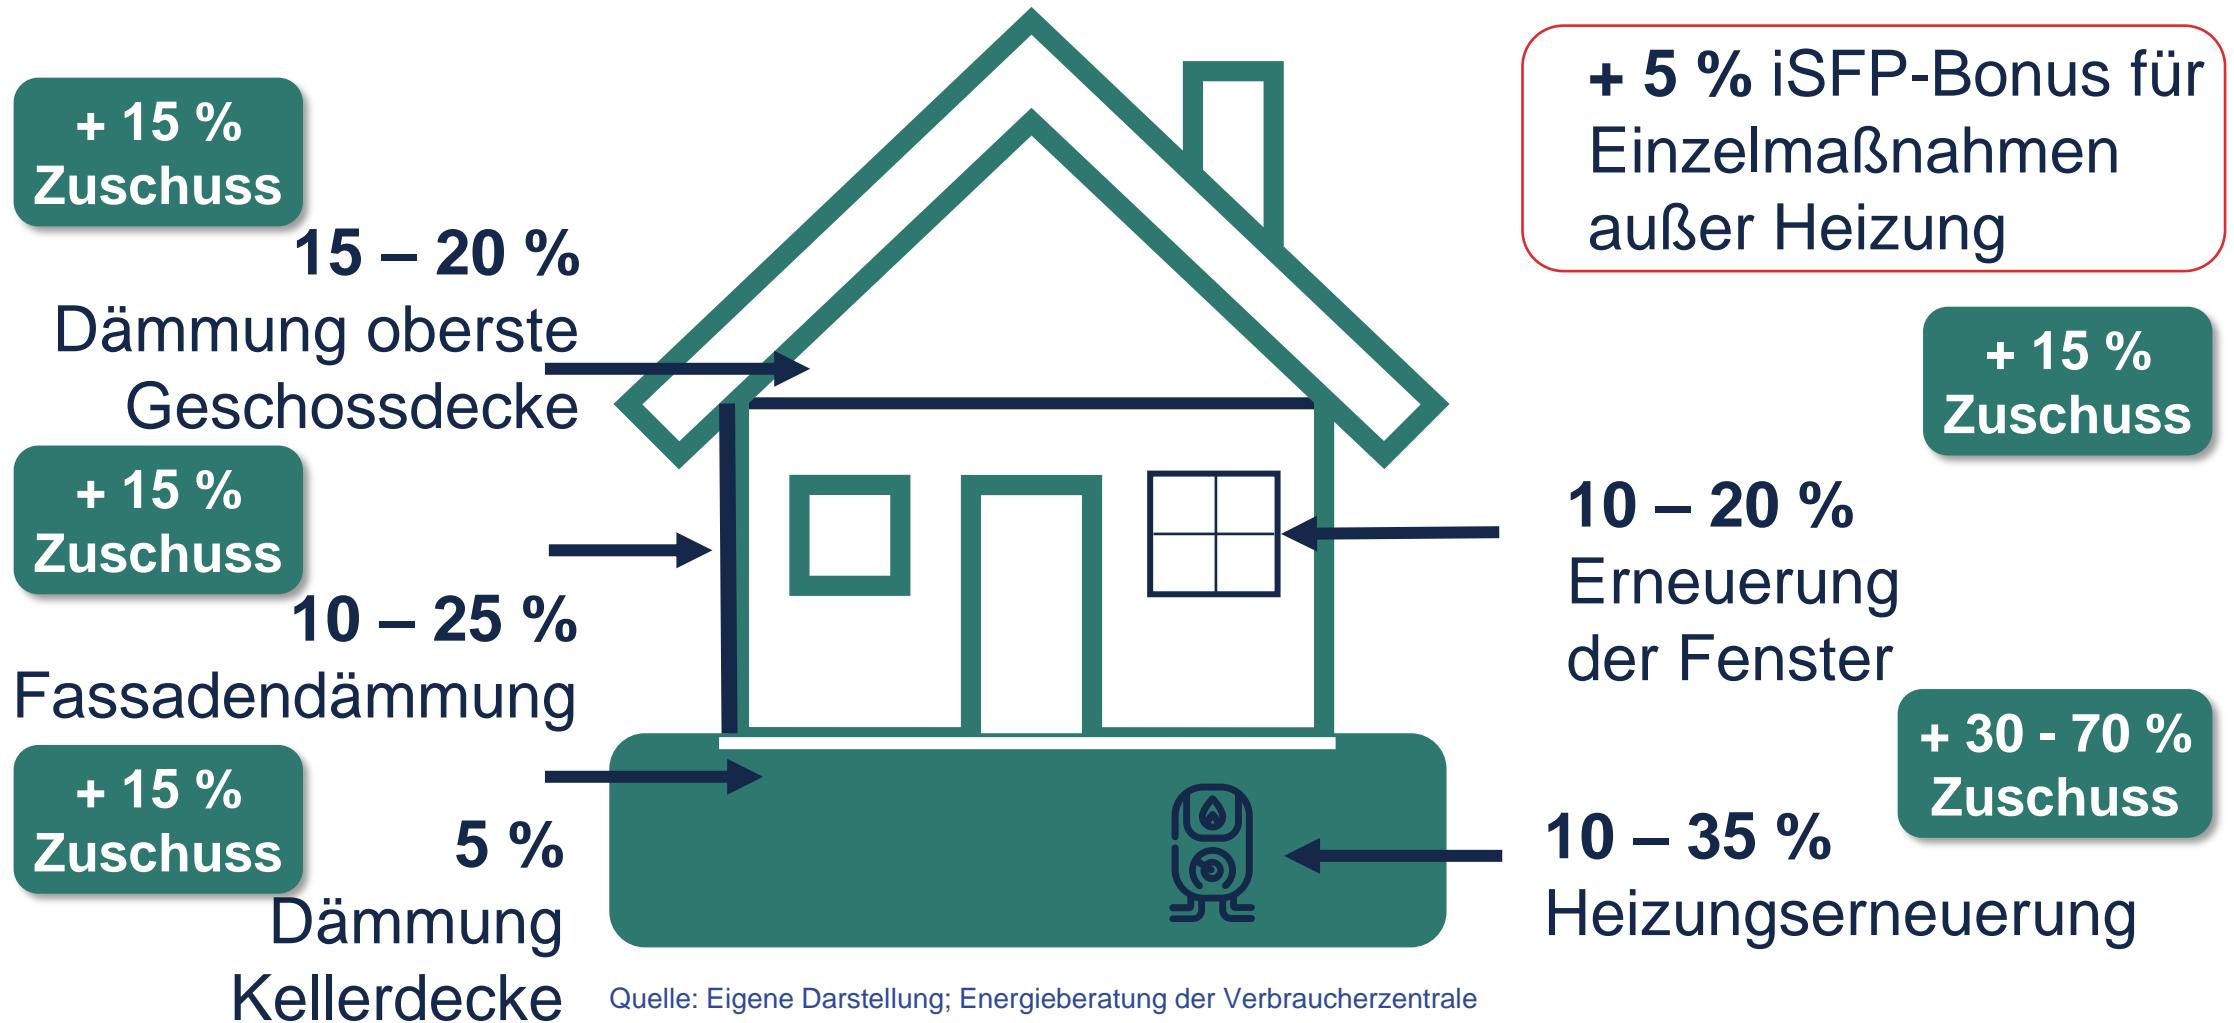 + 15 %
Zuschuss
15 – 20 %
Dämmung oberste
Geschossdecke
+ 15 %
Zuschuss
10 – 25 %
Fassadendämmung
+ 15 %
Zuschuss
5 %
Dämmung
Kellerdecke
+ 5 % iSFP-Bonus für
Einzelmaßnahmen
außer Heizung
+ 15 %
Zuschuss
10 – 20 %
Erneuerung
der Fenster
+ 30 - 70 %
Zuschuss
10 – 35 %
Heizungserneuerung
Quelle: Eigene Darstellung; Energieberatung der Verbraucherzentrale